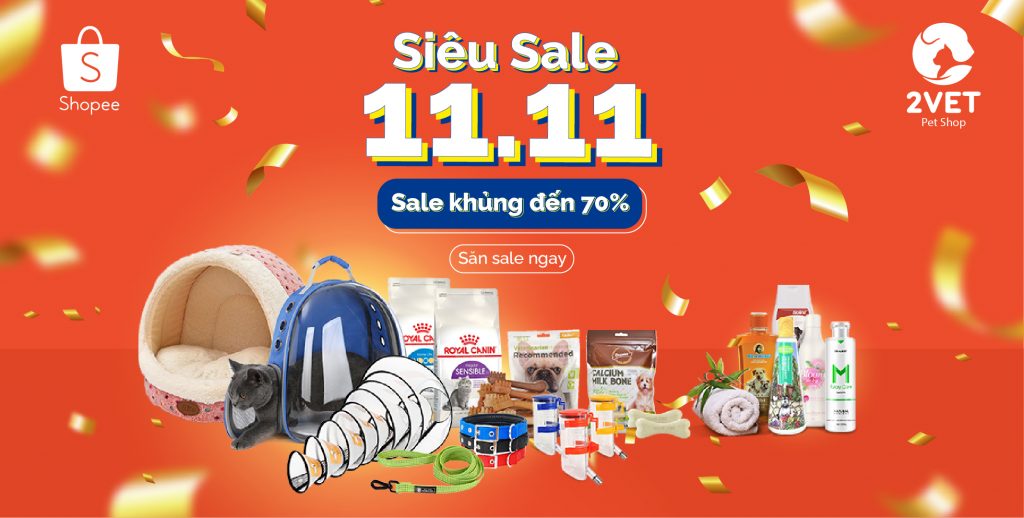 Siêu Sale
11.11
Sale khủng đến 70%
Săn sale ngay
S
Shopee
2VET
Pet Shop
ROYAL CANIN
ROYAL CANIN
SENSIBLE
Veterinarian
Recommended
CALCIUM
MILK BONE
M